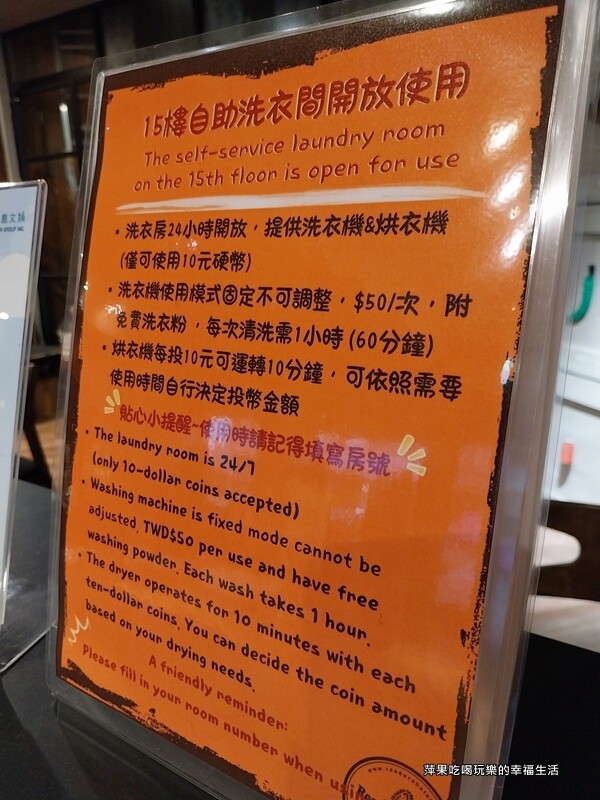 15樓自助洗衣間開放使用
The self-service laundry room
on the 15th floor is open for use
• 洗衣房24小時開放，提供洗衣機&烘衣機
(僅可使用10元硬幣)
• 洗衣機使用模式固定不可調整，$50/次，附
免費洗衣粉，每次清洗需1小時 (60分鐘)
• 烘衣機每投10元可運轉10分鐘，可依照需要
使用時間自行決定投幣金額
貼心小提醒~使用時請記得填寫房號
• The laundry room is 24/7
(only 10-dollar coins accepted)
• Washing machine is fixed mode cannot be
adjusted. TWD$50 per use and have free
washing powder. Each wash takes 1 hour.
• The dryer operates for 10 minutes with each
ten-dollar coins. You can decide the coin amount
based on your drying needs.
A friendly reminder:
Please fill in your room number when
萍果吃喝玩樂的幸福生活